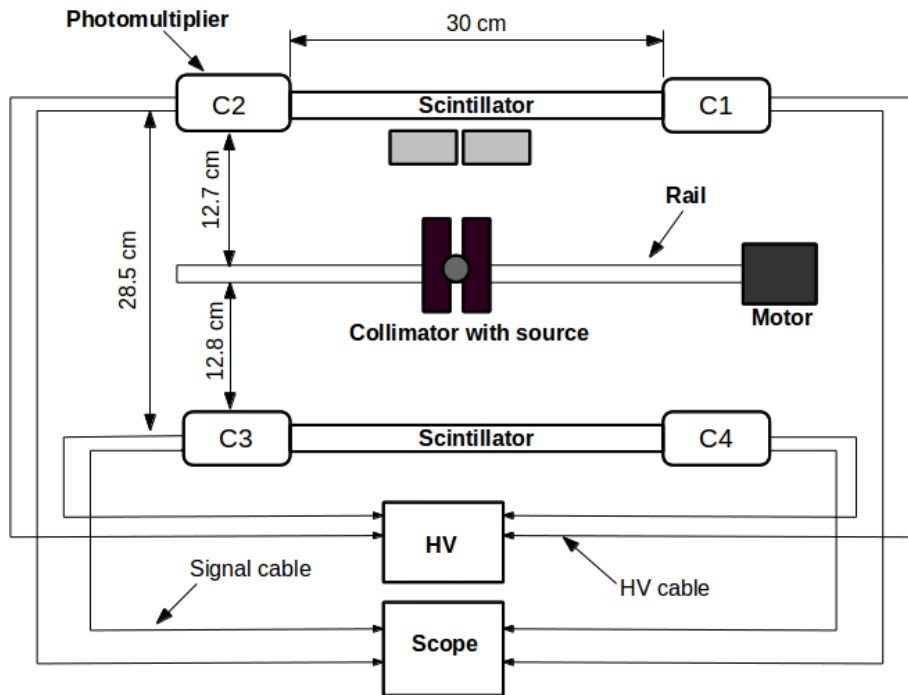 Photomultiplier
30 cm
C2
Scintillator
C1
12.7 cm
Rail
28.5 cm
Collimator with source
Motor
12.8 cm
C3
Scintillator
C4
HV
Signal cable
HV cable
Scope